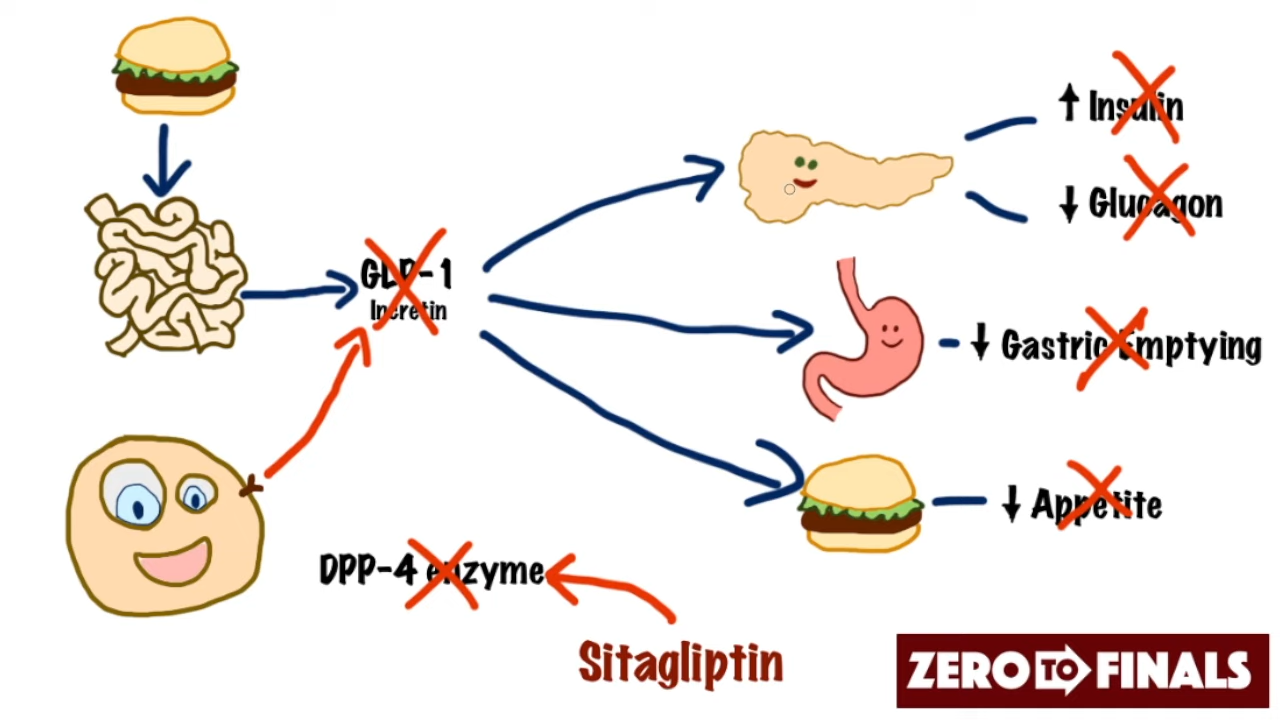 ↑ Insulin
↓ Glucagon
GLP-1
Incretin
↓ Gastric Emptying
↓ Appetite
DPP-4 enzyme
Sitagliptin
ZERO TO FINALS